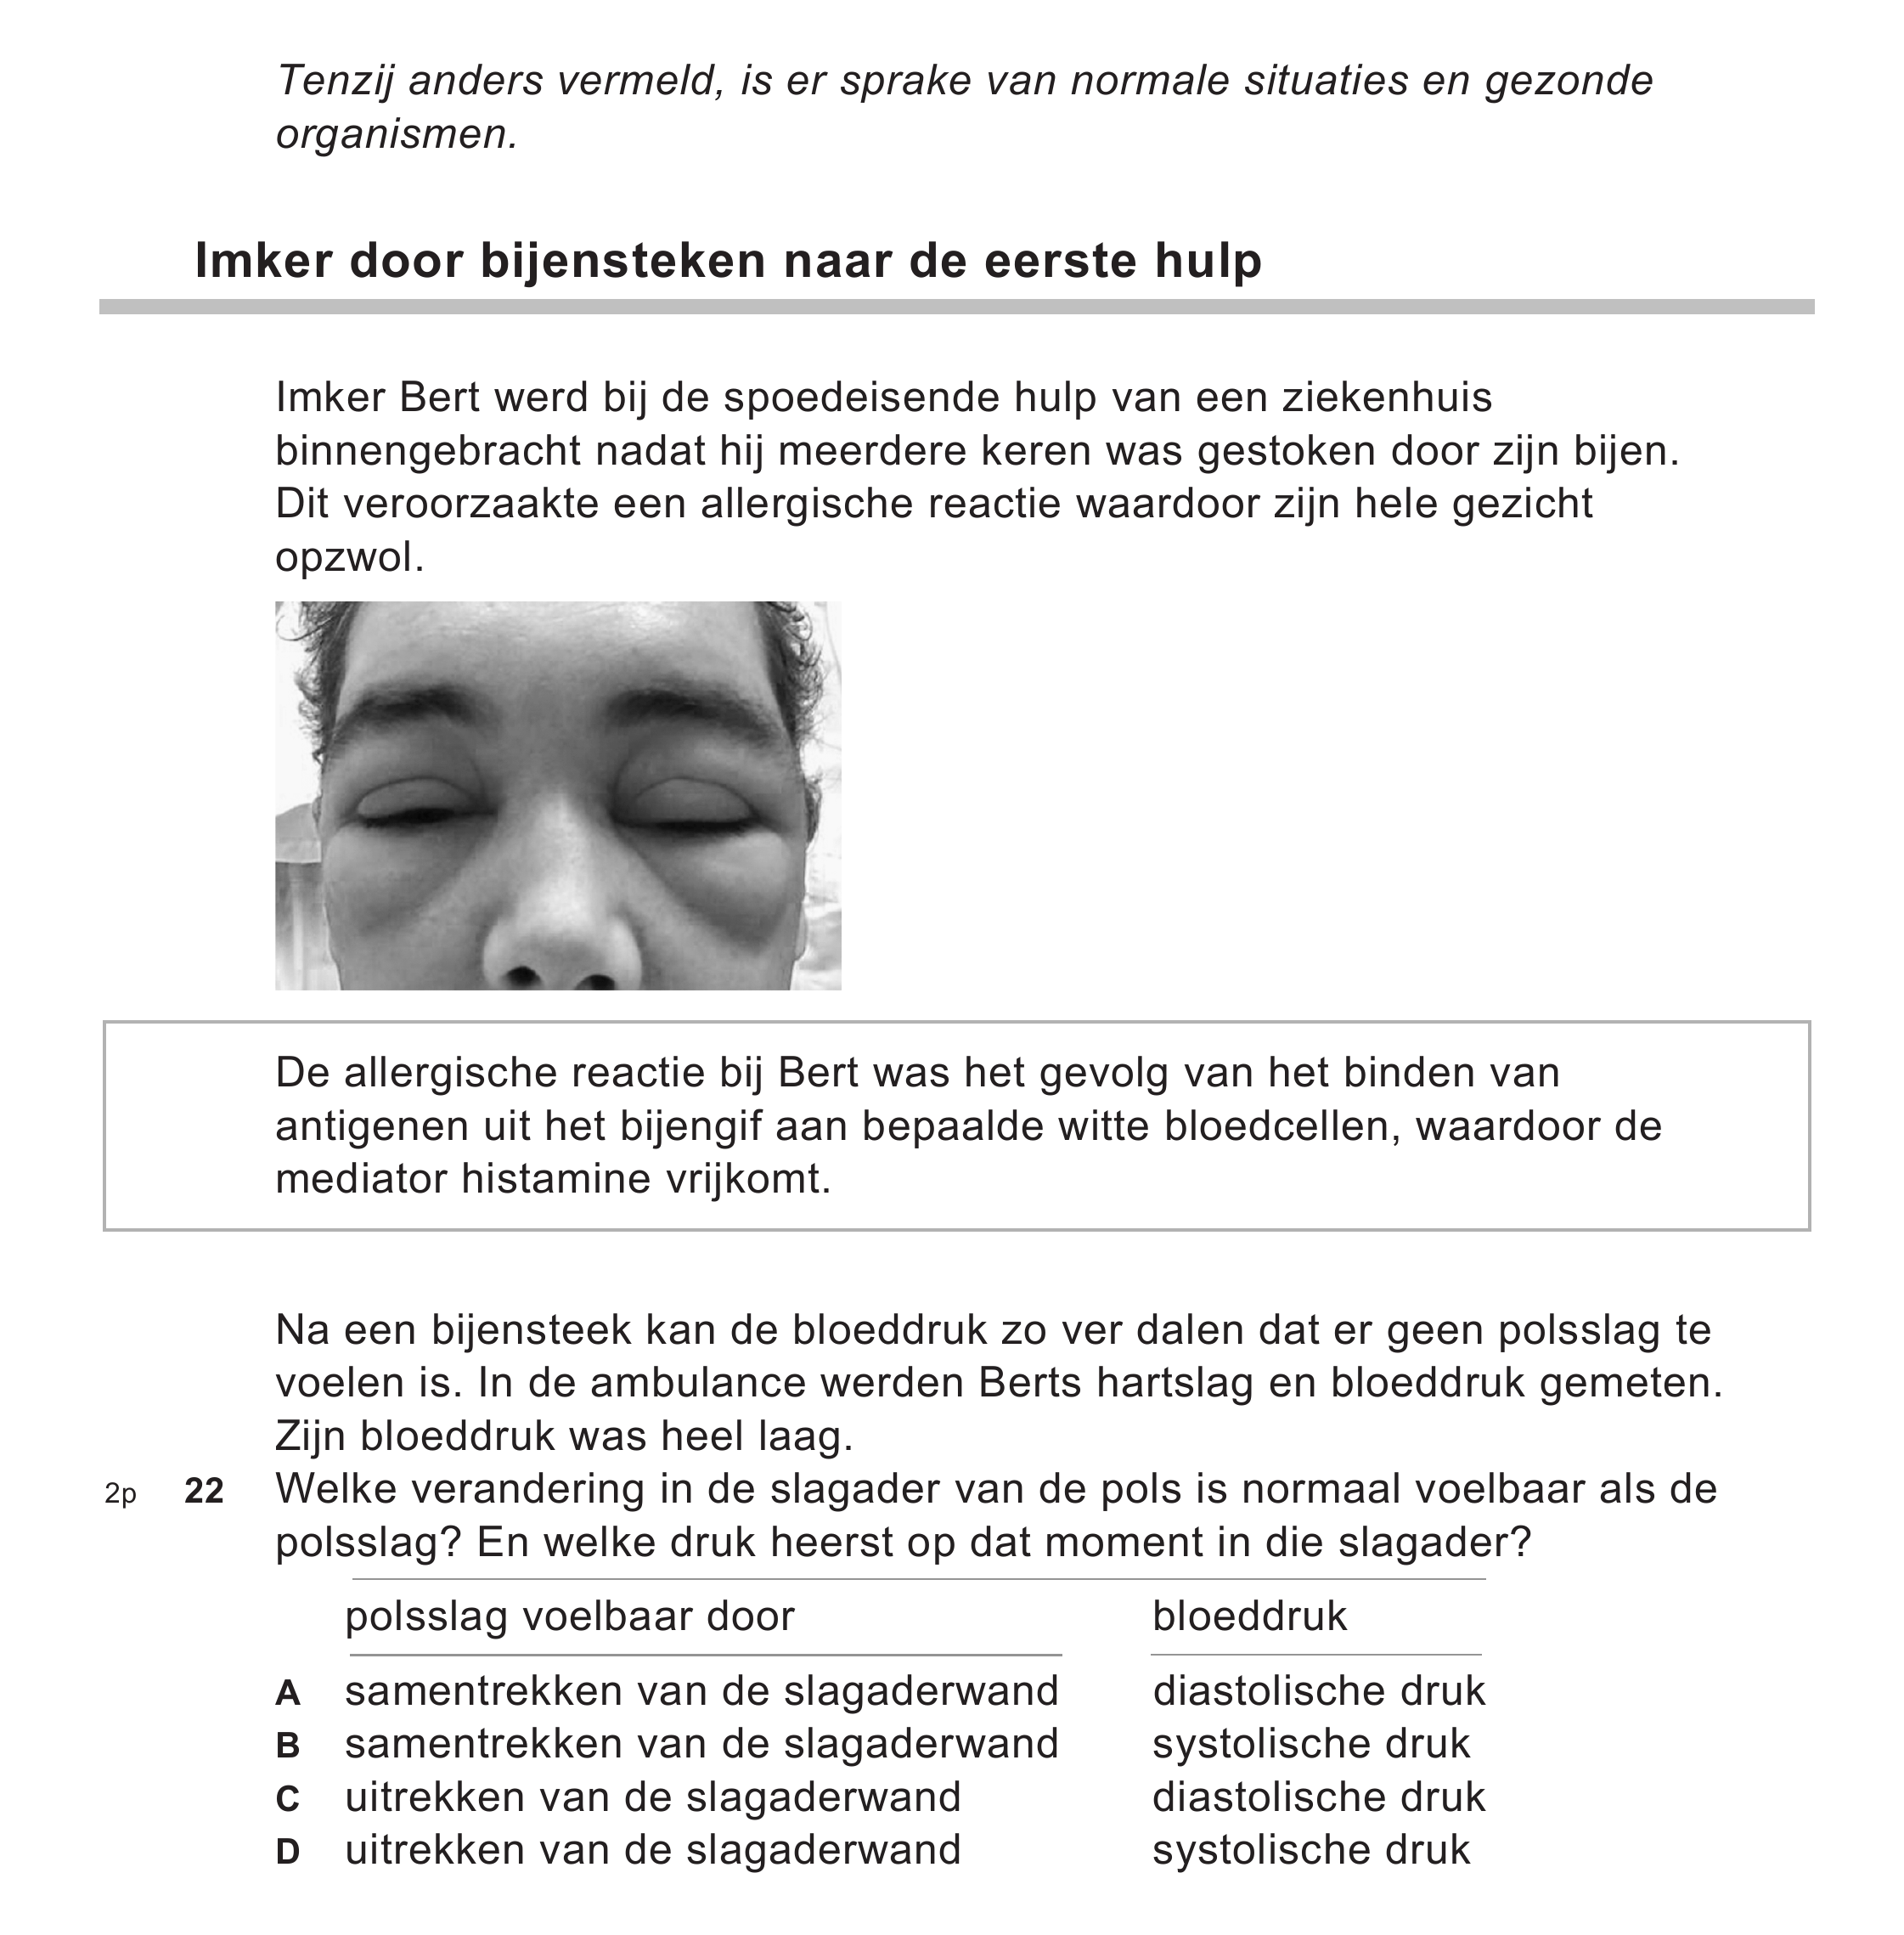 Tenzij anders vermeld, is er sprake van normale situaties en gezonde
organismen.
Imker door bijensteken naar de eerste hulp
Imker Bert werd bij de spoedeisende hulp van een ziekenhuis
binnengebracht nadat hij meerdere keren was gestoken door zijn bijen.
Dit veroorzaakte een allergische reactie waardoor zijn hele gezicht
opzwol.
De allergische reactie bij Bert was het gevolg van het binden van
antigenen uit het bijengif aan bepaalde witte bloedcellen, waardoor de
mediator histamine vrijkomt.
Na een bijensteek kan de bloeddruk zo ver dalen dat er geen polsslag te
voelen is. In de ambulance werden Berts hartslag en bloeddruk gemeten.
Zijn bloeddruk was heel laag.
2p 22 Welke verandering in de slagader van de pols is normaal voelbaar als de
polsslag? En welke druk heerst op dat moment in die slagader?
polsslag voelbaar door bloeddruk
A samentrekken van de slagaderwand diastolische druk
B samentrekken van de slagaderwand systolische druk
C uitrekken van de slagaderwand diastolische druk
D uitrekken van de slagaderwand systolische druk